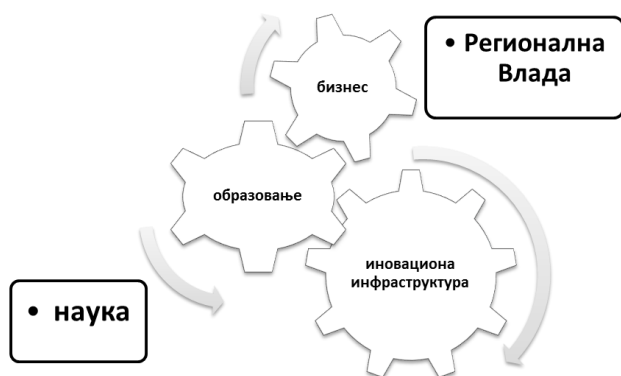 • Регионална
Влада
бизнес
образовање
иновациона
инфраструктура
• наука